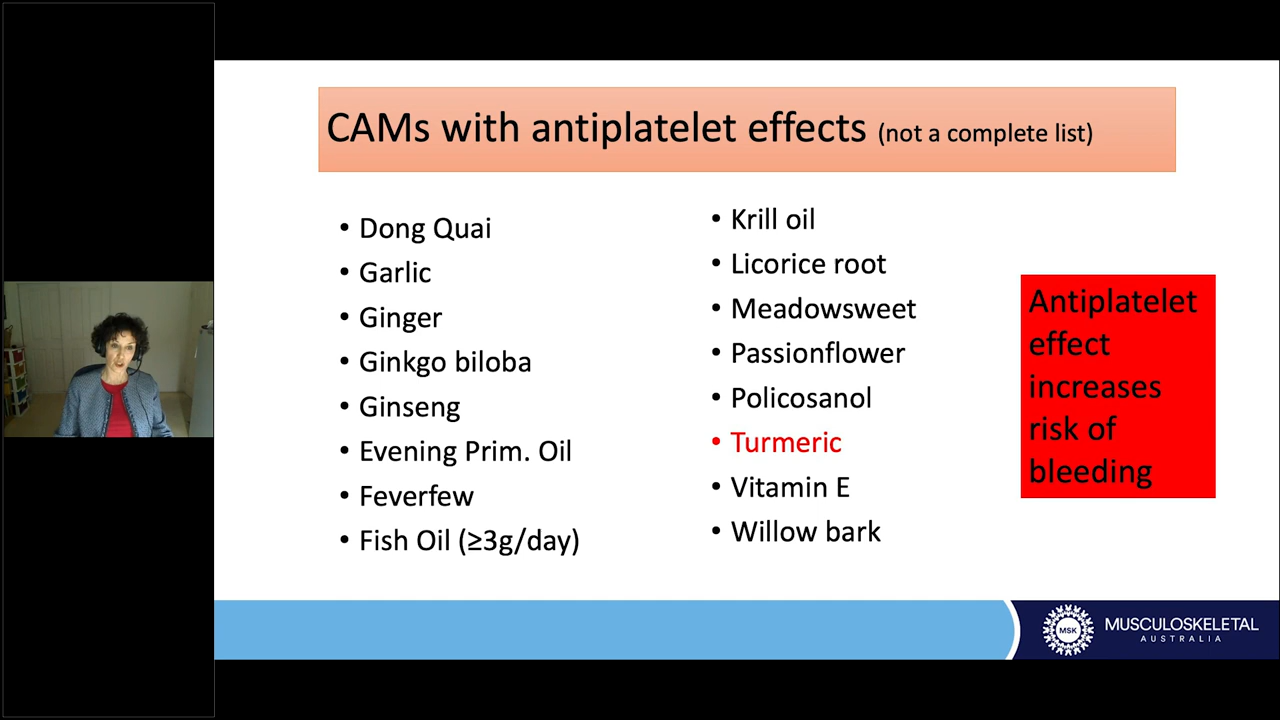 CAMs with antiplatelet effects (not a complete list)
• Dong Quai
• Garlic
• Ginger
• Ginkgo biloba
• Ginseng
• Evening Prim. Oil
• Feverfew
• Fish Oil (≥3g/day)
• Krill oil
• Licorice root
• Meadowsweet
• Passionflower
• Policosanol
• Turmeric
• Vitamin E
• Willow bark
Antiplatelet
effect
increases
risk of
bleeding
MSK
MUSCULOSKELETAL
AUSTRALIA